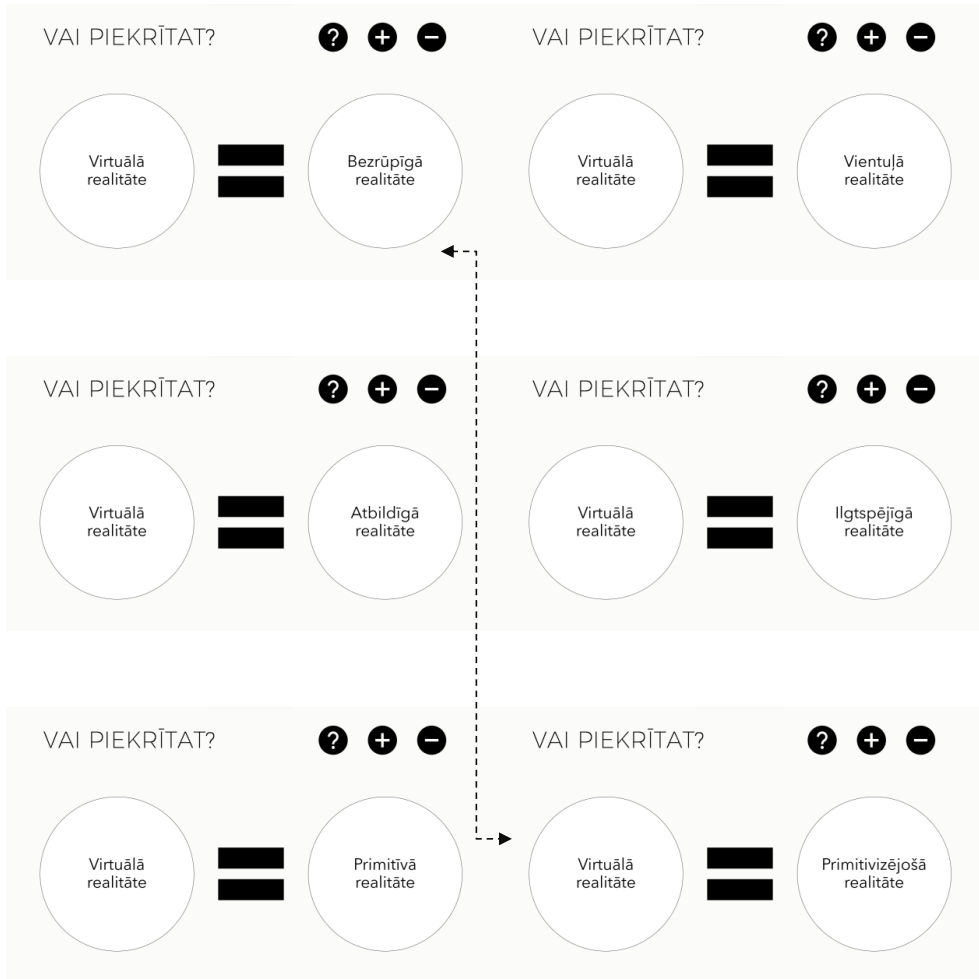 VAI PIEKRĪTAT? ? + −
Virtuālā
realitāte
=
Bezrūpīgā
realitāte
VAI PIEKRĪTAT? ? + −
Virtuālā
realitāte
=
Vientuļā
realitāte
VAI PIEKRĪTAT? ? + −
Virtuālā
realitāte
=
Atbildīgā
realitāte
VAI PIEKRĪTAT? ? + −
Virtuālā
realitāte
=
Ilgtspējīgā
realitāte
VAI PIEKRĪTAT? ? + −
Virtuālā
realitāte
=
Primitīvā
realitāte
VAI PIEKRĪTAT? ? + −
Virtuālā
realitāte
=
Primitivizējošā
realitāte